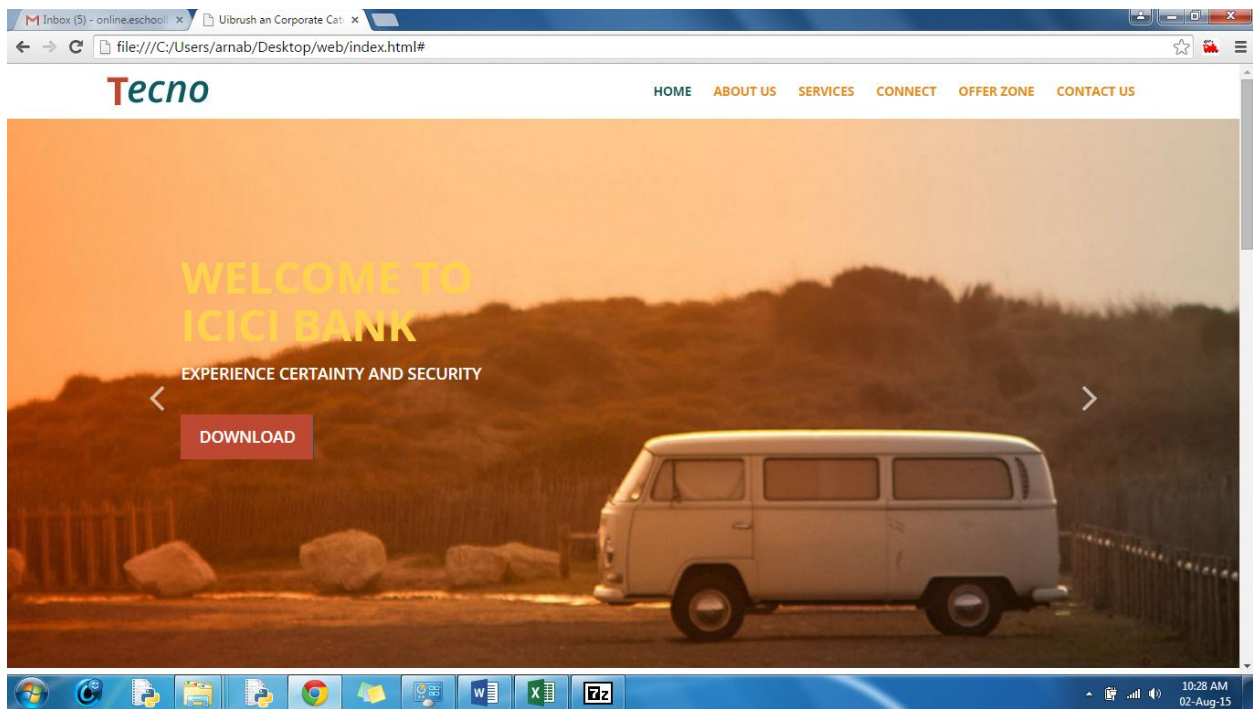 Inbox (5) - online.eschooll
Uibrush an Corporate Cat
file:///C:/Users/arnab/Desktop/web/index.html#
Tecno
HOME ABOUT US SERVICES CONNECT OFFER ZONE CONTACT US
WELCOME TO
ICICI BANK
EXPERIENCE CERTAINTY AND SECURITY
DOWNLOAD
10:28 AM
02-Aug-15